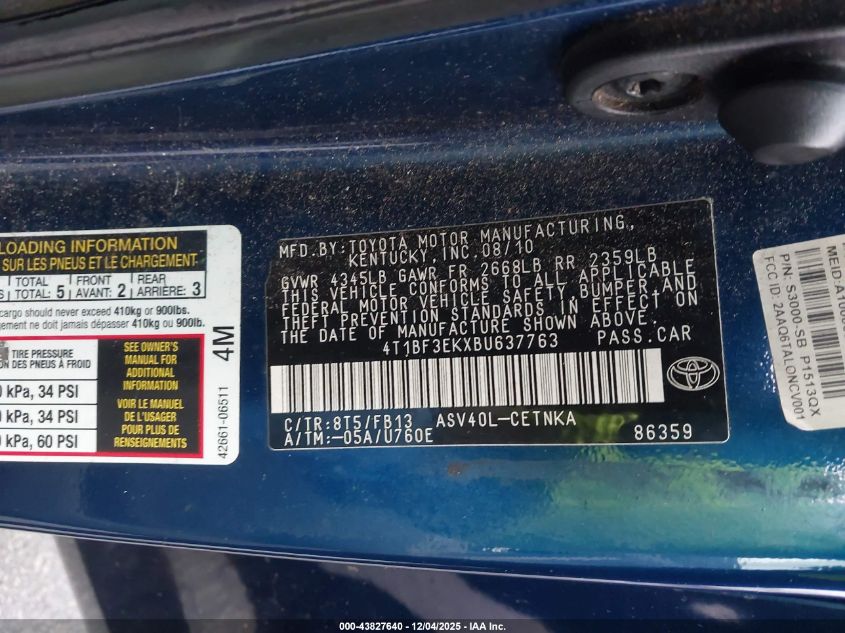 LOADING INFORMATION
SUR LES PNEUS ET LE CHARGEMENT
TOTAL FRONT REAR
TOTAL: 5 AVANT: 2 ARRIÈRE: 3
cargo should never exceed 410kg or 900lbs.
ne doit jamais dépasser 410kg ou 900lb.
TIRE PRESSURE
DES PNEUS À FROID
kPa, 34 PSI
kPa, 34 PSI
kPa, 60 PSI
SEE OWNER'S
MANUAL FOR
ADDITIONAL
INFORMATION
VOIR LE MANUEL
DE L'USAGER
POUR PLUS DE
RENSEIGNEMENTS
42661-06511 4M
MFD.BY:TOYOTA MOTOR MANUFACTURING,
KENTUCKY,INC.08/10
GVWR 4345LB GAWR FR 2668LB RR 2359LB
THIS VEHICLE CONFORMS TO ALL APPLICABLE
FEDERAL MOTOR VEHICLE SAFETY,BUMPER,AND
THEFT PREVENTION STANDARDS IN EFFECT ON
THE DATE OF MANUFACTURE SHOWN ABOVE.
4T1BF3EKXBU637763 PASS.CAR
C/TR:8T5/FB13 ASV40L-CETNKA
A/TM:-05A/U760E 86359
P/N: S3000-SB P1513QX
FCC ID: 2AAO6TALONCV001
000-43827640 - 12/04/2025 - IAA Inc.